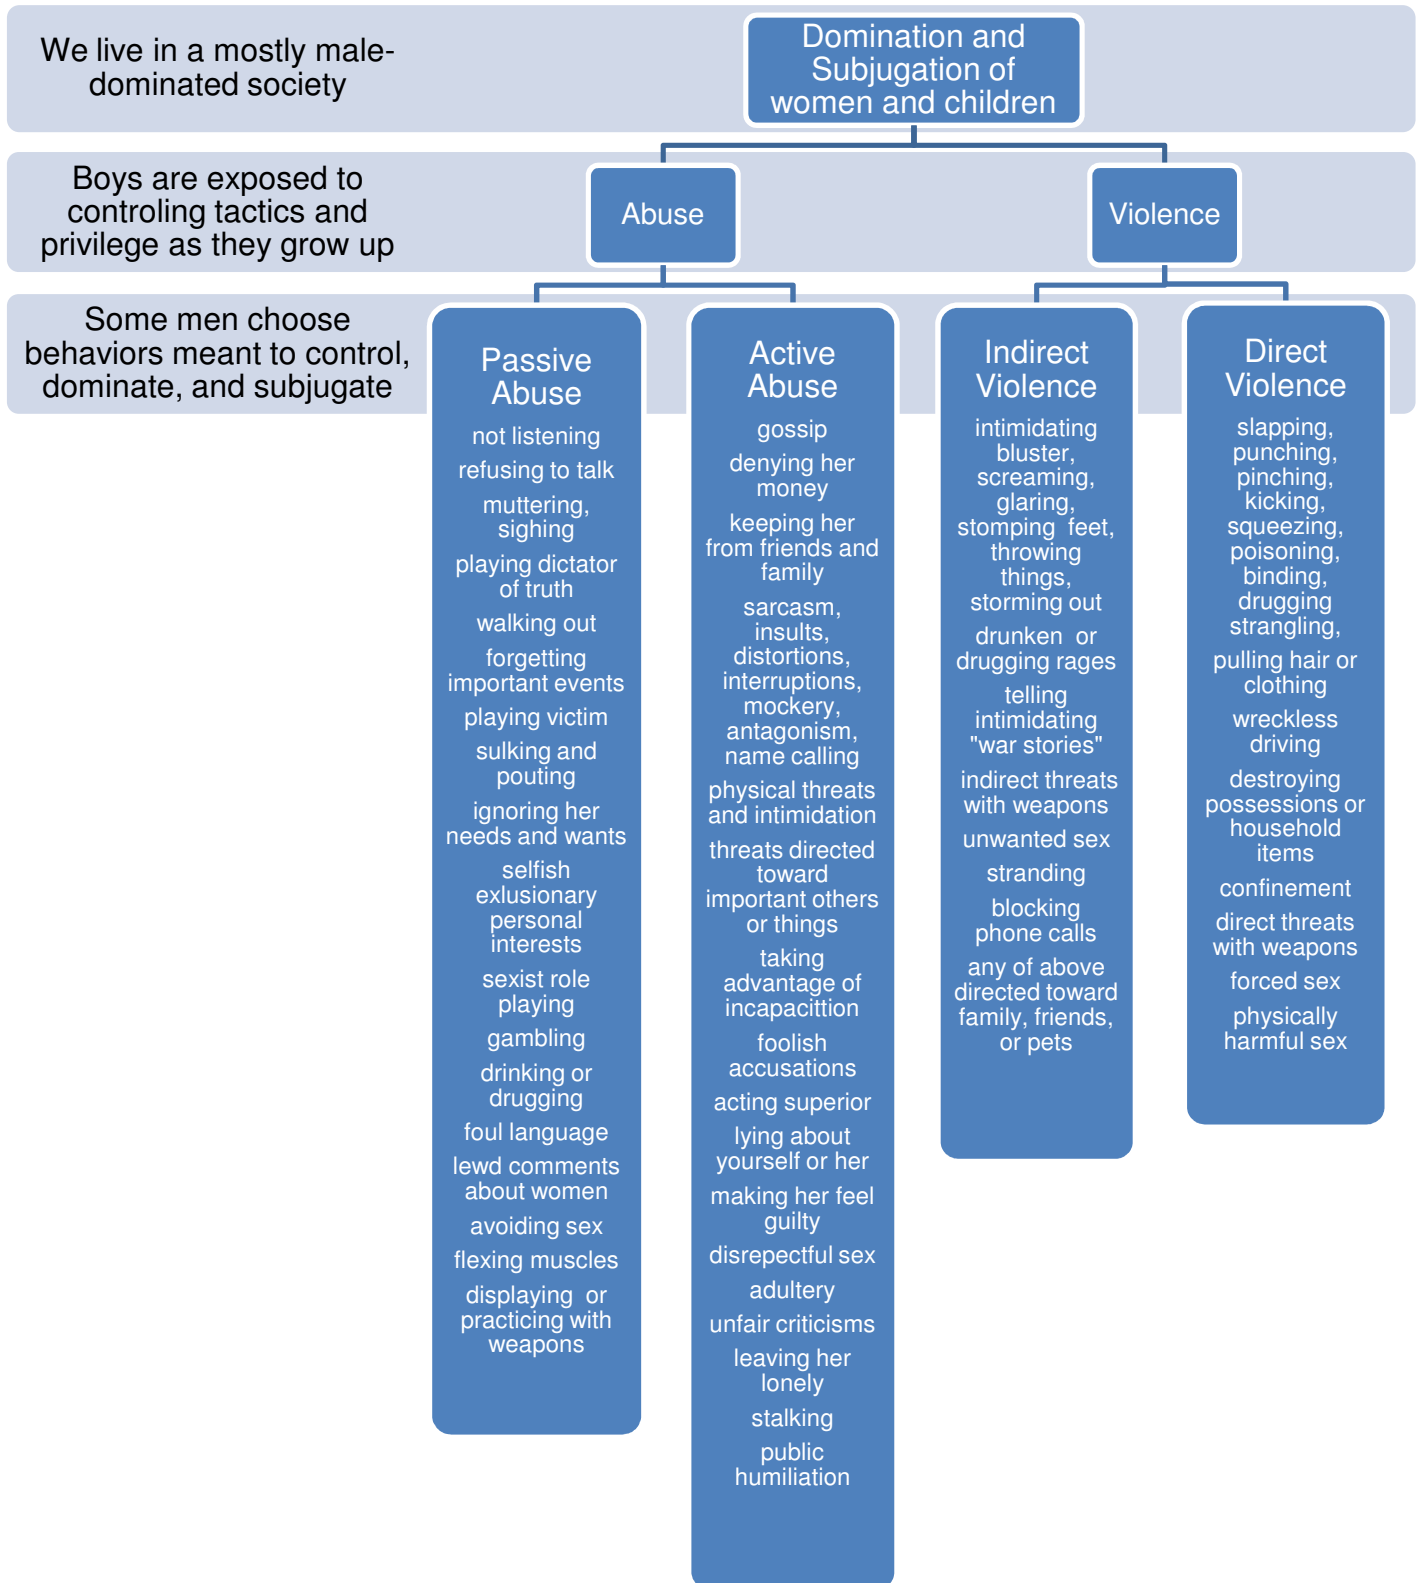 We live in a mostly male-
dominated society
Domination and
Subjugation of
women and children
Boys are exposed to
controling tactics and
privilege as they grow up
Abuse
Violence
Some men choose
behaviors meant to control,
dominate, and subjugate
Passive
Abuse
not listening
refusing to talk
muttering,
sighing
playing dictator
of truth
walking out
forgetting
important events
playing victim
sulking and
pouting
ignoring her
needs and wants
selfish
exlusionary
personal
interests
sexist role
playing
gambling
drinking or
drugging
foul language
lewd comments
about women
avoiding sex
flexing muscles
displaying or
practicing with
weapons
Active
Abuse
gossip
denying her
money
keeping her
from friends and
family
sarcasm,
insults,
distortions,
interruptions,
mockery,
antagonism,
name calling
physical threats
and intimidation
threats directed
toward
important others
or things
taking
advantage of
incapacittion
foolish
accusations
acting superior
lying about
yourself or her
making her feel
guilty
disrepectful sex
adultery
unfair criticisms
leaving her
lonely
stalking
public
humiliation
Indirect
Violence
intimidating
bluster,
screaming,
glaring,
stomping feet,
throwing
things,
storming out
drunken or
drugging rages
telling
intimidating
"war stories"
indirect threats
with weapons
unwanted sex
stranding
blocking
phone calls
any of above
directed toward
family, friends,
or pets
Direct
Violence
slapping,
punching,
pinching,
kicking,
squeezing,
poisoning,
binding,
drugging
strangling,
pulling hair or
clothing
wreckless
driving
destroying
possessions or
household
items
confinement
direct threats
with weapons
forced sex
physically
harmful sex